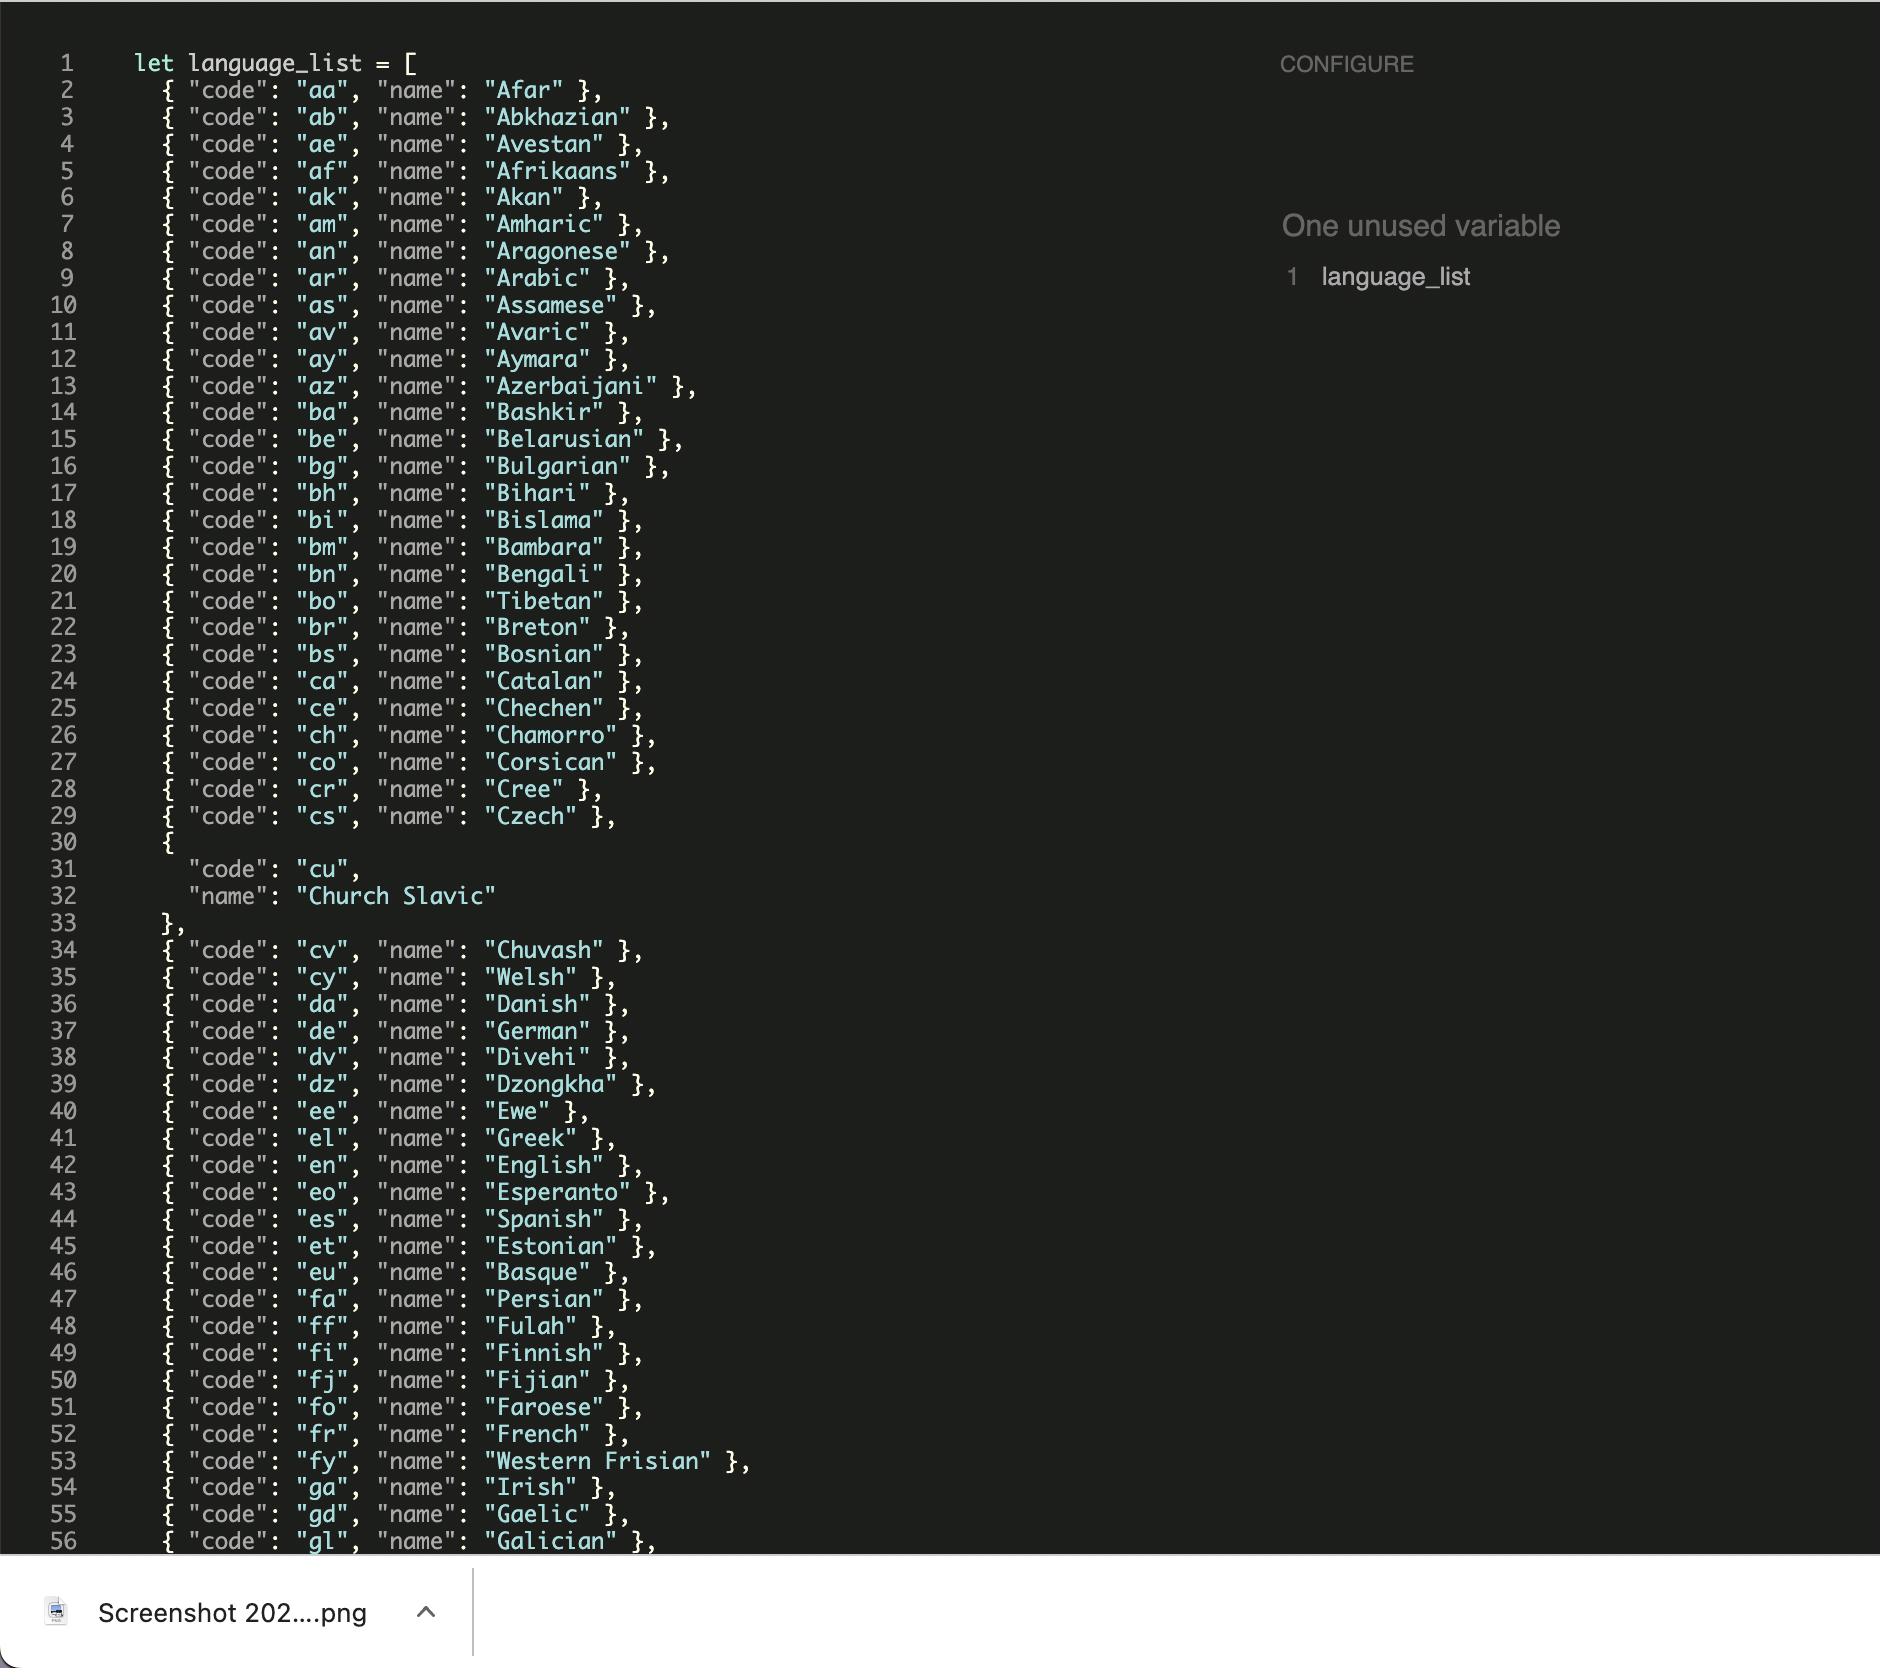 1 let language_list = [
2 { "code": "aa", "name": "Afar" },
3 { "code": "ab", "name": "Abkhazian" },
4 { "code": "ae", "name": "Avestan" },
5 { "code": "af", "name": "Afrikaans" },
6 { "code": "ak", "name": "Akan" },
7 { "code": "am", "name": "Amharic" },
8 { "code": "an", "name": "Aragonese" },
9 { "code": "ar", "name": "Arabic" },
10 { "code": "as", "name": "Assamese" },
11 { "code": "av", "name": "Avaric" },
12 { "code": "ay", "name": "Aymara" },
13 { "code": "az", "name": "Azerbaijani" },
14 { "code": "ba", "name": "Bashkir" },
15 { "code": "be", "name": "Belarusian" },
16 { "code": "bg", "name": "Bulgarian" },
17 { "code": "bh", "name": "Bihari" },
18 { "code": "bi", "name": "Bislama" },
19 { "code": "bm", "name": "Bambara" },
20 { "code": "bn", "name": "Bengali" },
21 { "code": "bo", "name": "Tibetan" },
22 { "code": "br", "name": "Breton" },
23 { "code": "bs", "name": "Bosnian" },
24 { "code": "ca", "name": "Catalan" },
25 { "code": "ce", "name": "Chechen" },
26 { "code": "ch", "name": "Chamorro" },
27 { "code": "co", "name": "Corsican" },
28 { "code": "cr", "name": "Cree" },
29 { "code": "cs", "name": "Czech" },
30 {
31 "code": "cu",
32 "name": "Church Slavic"
33 },
34 { "code": "cv", "name": "Chuvash" },
35 { "code": "cy", "name": "Welsh" },
36 { "code": "da", "name": "Danish" },
37 { "code": "de", "name": "German" },
38 { "code": "dv", "name": "Divehi" },
39 { "code": "dz", "name": "Dzongkha" },
40 { "code": "ee", "name": "Ewe" },
41 { "code": "el", "name": "Greek" },
42 { "code": "en", "name": "English" },
43 { "code": "eo", "name": "Esperanto" },
44 { "code": "es", "name": "Spanish" },
45 { "code": "et", "name": "Estonian" },
46 { "code": "eu", "name": "Basque" },
47 { "code": "fa", "name": "Persian" },
48 { "code": "ff", "name": "Fulah" },
49 { "code": "fi", "name": "Finnish" },
50 { "code": "fj", "name": "Fijian" },
51 { "code": "fo", "name": "Faroese" },
52 { "code": "fr", "name": "French" },
53 { "code": "fy", "name": "Western Frisian" },
54 { "code": "ga", "name": "Irish" },
55 { "code": "gd", "name": "Gaelic" },
56 { "code": "gl", "name": "Galician" },
CONFIGURE
One unused variable
1 language_list
Screenshot 202....png